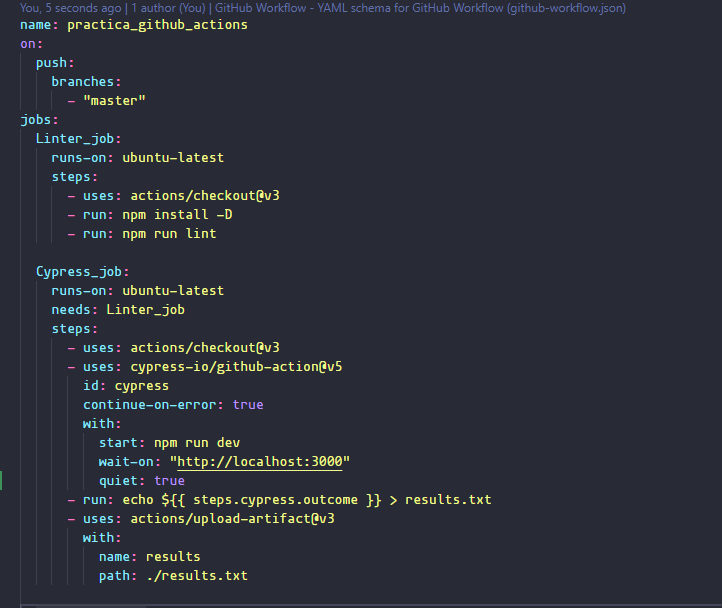 You, 5 seconds ago | 1 author (You) | GitHub Workflow - YAML schema for GitHub Workflow (github-workflow.json)
name: practica_github_actions
on:
  push:
    branches:
      - "master"
jobs:
  Linter_job:
    runs-on: ubuntu-latest
    steps:
      - uses: actions/checkout@v3
      - run: npm install -D
      - run: npm run lint

  Cypress_job:
    runs-on: ubuntu-latest
    needs: Linter_job
    steps:
      - uses: actions/checkout@v3
      - uses: cypress-io/github-action@v5
        id: cypress
        continue-on-error: true
        with:
          start: npm run dev
          wait-on: "http://localhost:3000"
          quiet: true
      - run: echo ${{ steps.cypress.outcome }} > results.txt
      - uses: actions/upload-artifact@v3
        with:
          name: results
          path: ./results.txt